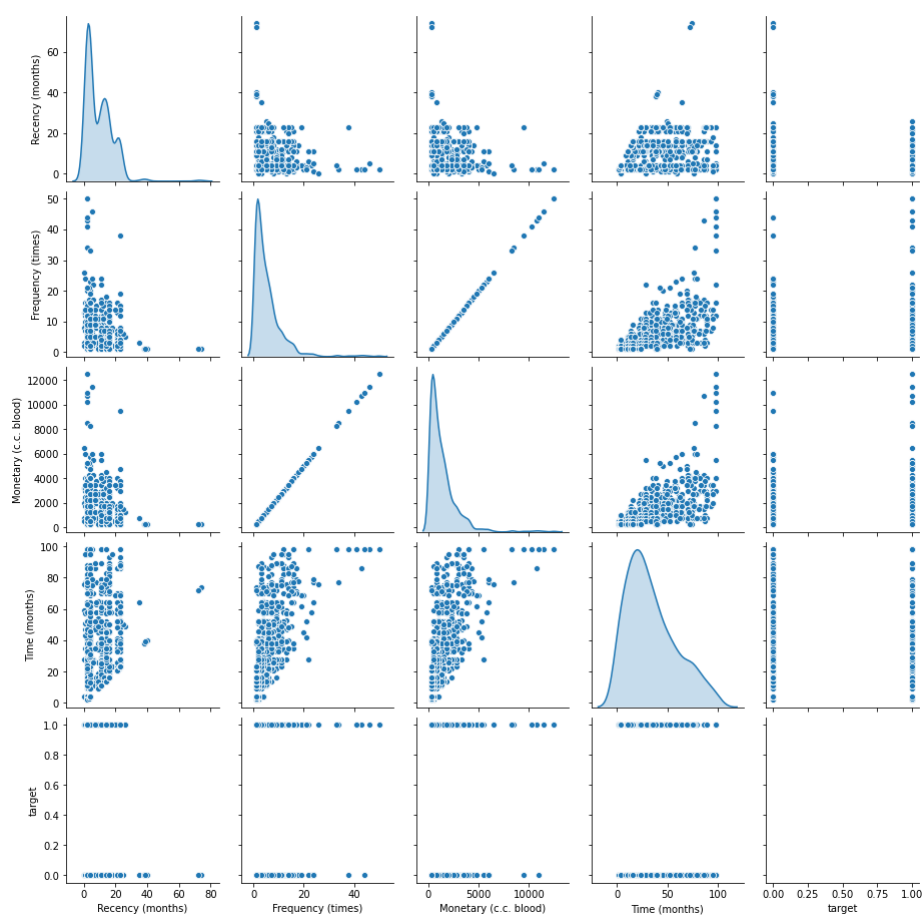 Recency (months)
60
40
20
0
Frequency (times)
50
40
30
20
10
0
Monetary (c.c. blood)
12000
10000
8000
6000
4000
2000
0
Time (months)
100
80
60
40
20
0
target
1.0
0.8
0.6
0.4
0.2
0.0
0 20 40 60 80
0 20 40
0 5000 10000
0 50 100
0.00 0.25 0.50 0.75 1.00
Recency (months) Frequency (times) Monetary (c.c. blood) Time (months) target